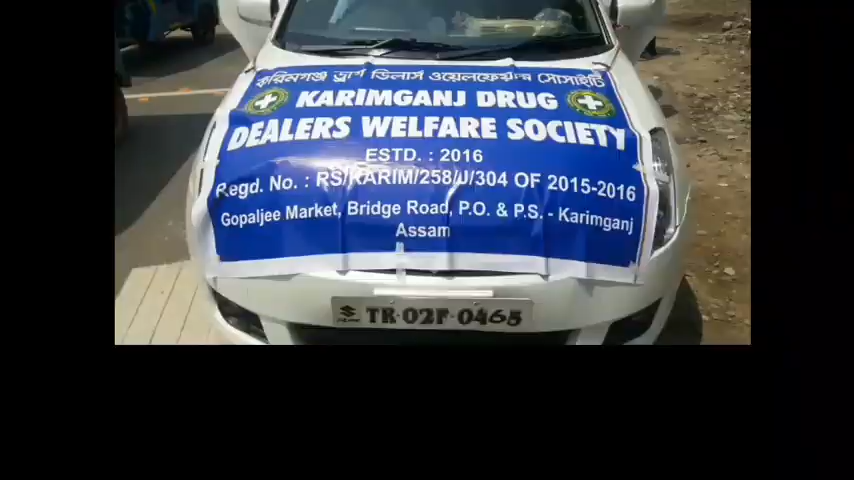 করিমগঞ্জ ড্রাগ ডিলার্স ওয়েলফেয়ার সোসাইটি
KARIMGANJ DRUG
DEALERS WELFARE SOCIETY
ESTD. : 2016
Regd. No. : RS/KARIM/258/J/304 OF 2015-2016
Gopaljee Market, Bridge Road, P.O. & P.S. - Karimganj
Assam
TR-02F-0465